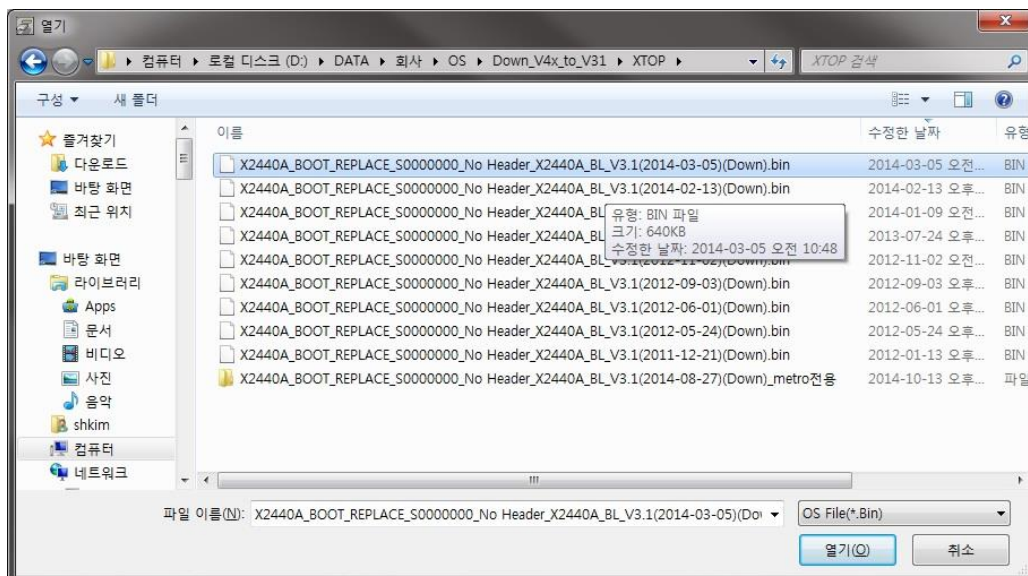 열기
컴퓨터 ▸ 로컬 디스크 (D:) ▸ DATA ▸ 회사 ▸ OS ▸ Down_V4x_to_V31 ▸ XTOP ▸
XTOP 검색
구성 ▾ 새 폴더
즐겨찾기
다운로드
바탕 화면
최근 위치
바탕 화면
라이브러리
Apps
문서
비디오
사진
음악
shkim
컴퓨터
네트워크
이름 수정한 날짜 유형
X2440A_BOOT_REPLACE_S0000000_No Header_X2440A_BL_V3.1(2014-03-05)(Down).bin 2014-03-05 오전... BIN
X2440A_BOOT_REPLACE_S0000000_No Header_X2440A_BL_V3.1(2014-02-13)(Down).bin 2014-02-13 오후... BIN
X2440A_BOOT_REPLACE_S0000000_No Header_X2440A_BL 2014-01-09 오전... BIN
X2440A_BOOT_REPLACE_S0000000_No Header_X2440A_BL 2013-07-24 오후... BIN
X2440A_BOOT_REPLACE_S0000000_No Header_X2440A_BL_V3.1(2012-11-02)(Down).bin 2012-11-02 오전... BIN
X2440A_BOOT_REPLACE_S0000000_No Header_X2440A_BL_V3.1(2012-09-03)(Down).bin 2012-09-03 오후... BIN
X2440A_BOOT_REPLACE_S0000000_No Header_X2440A_BL_V3.1(2012-06-01)(Down).bin 2012-06-01 오후... BIN
X2440A_BOOT_REPLACE_S0000000_No Header_X2440A_BL_V3.1(2012-05-24)(Down).bin 2012-05-24 오후... BIN
X2440A_BOOT_REPLACE_S0000000_No Header_X2440A_BL_V3.1(2011-12-21)(Down).bin 2012-01-13 오후... BIN
X2440A_BOOT_REPLACE_S0000000_No Header_X2440A_BL_V3.1(2014-08-27)(Down)_metro전용 2014-10-13 오후... 파일
유형: BIN 파일
크기: 640KB
수정한 날짜: 2014-03-05 오전 10:48
파일 이름(N): X2440A_BOOT_REPLACE_S0000000_No Header_X2440A_BL_V3.1(2014-03-05)(Do OS File(*.Bin)
열기(O) 취소